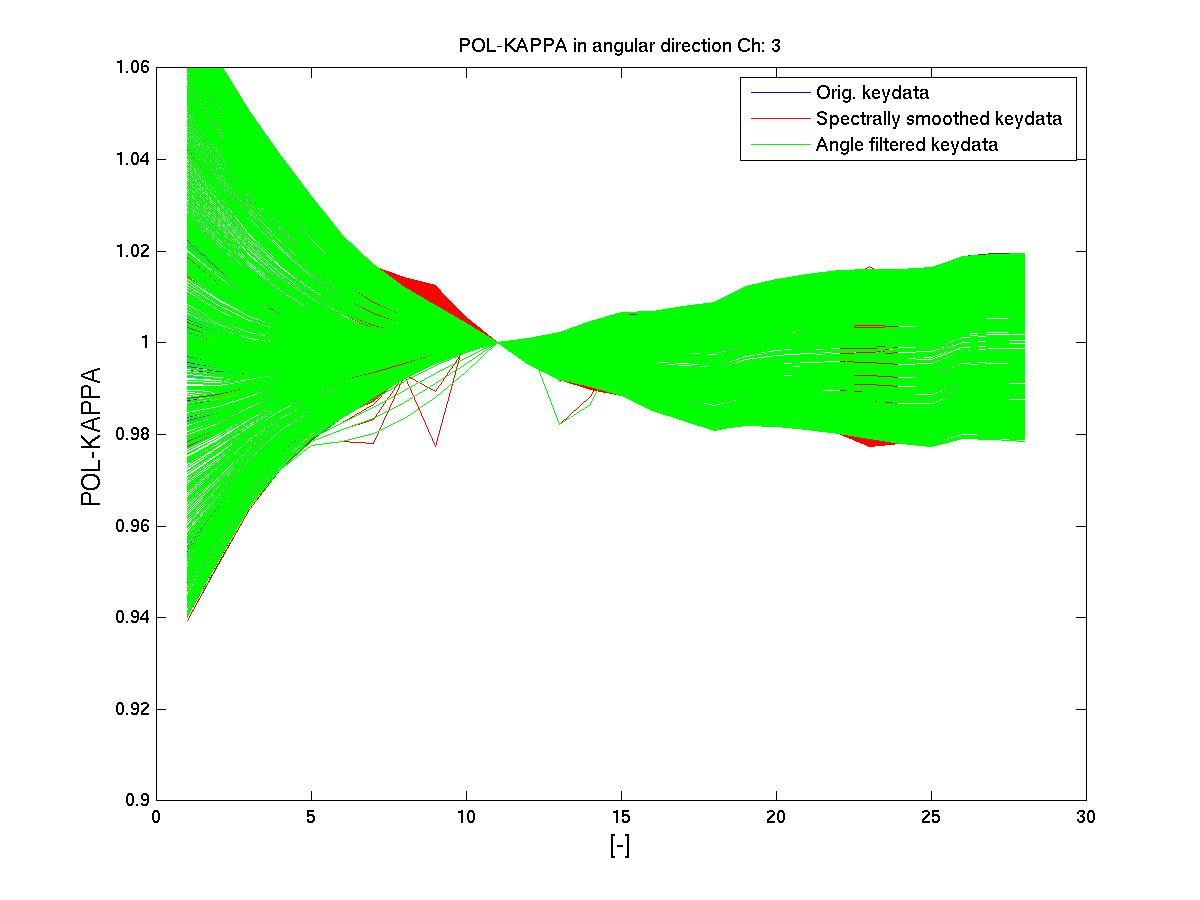 POL-KAPPA in angular direction Ch: 3
1.06
1.04
1.02
1
0.98
0.96
0.94
0.92
0.9
POL-KAPPA
Orig. keydata
Spectrally smoothed keydata
Angle filtered keydata
0 5 10 15 20 25 30
[-]